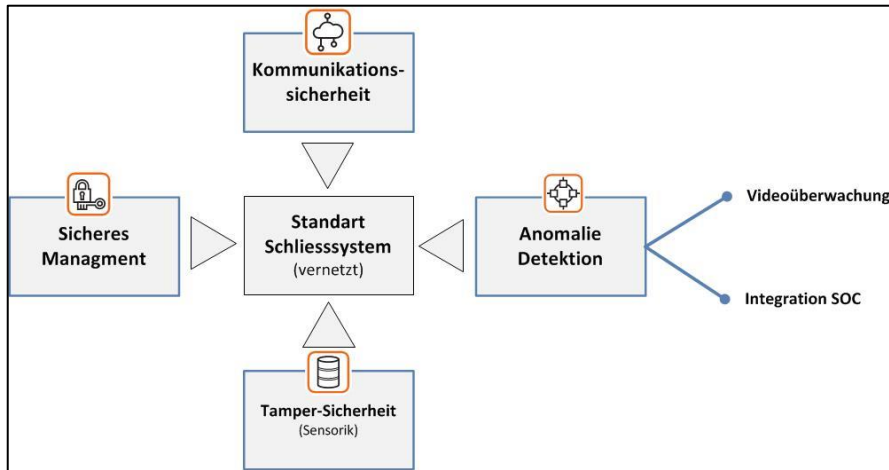 Kommunikations-
sicherheit
Sicheres
Managment
Standart
Schliesssystem
(vernetzt)
Anomalie
Detektion
Videoüberwachung
Integration SOC
Tamper-Sicherheit
(Sensorik)